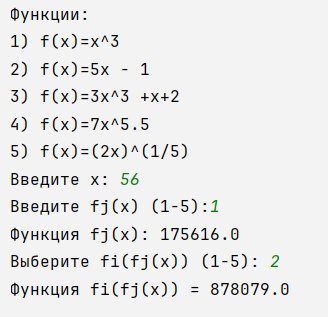 Функции:
1) f(x)=x^3
2) f(x)=5x - 1
3) f(x)=3x^3 +x+2
4) f(x)=7x^5.5
5) f(x)=(2x)^(1/5)
Введите x: 56
Введите fj(x) (1-5):1
Функция fj(x): 175616.0
Выберите fi(fj(x)) (1-5): 2
Функция fi(fj(x)) = 878079.0